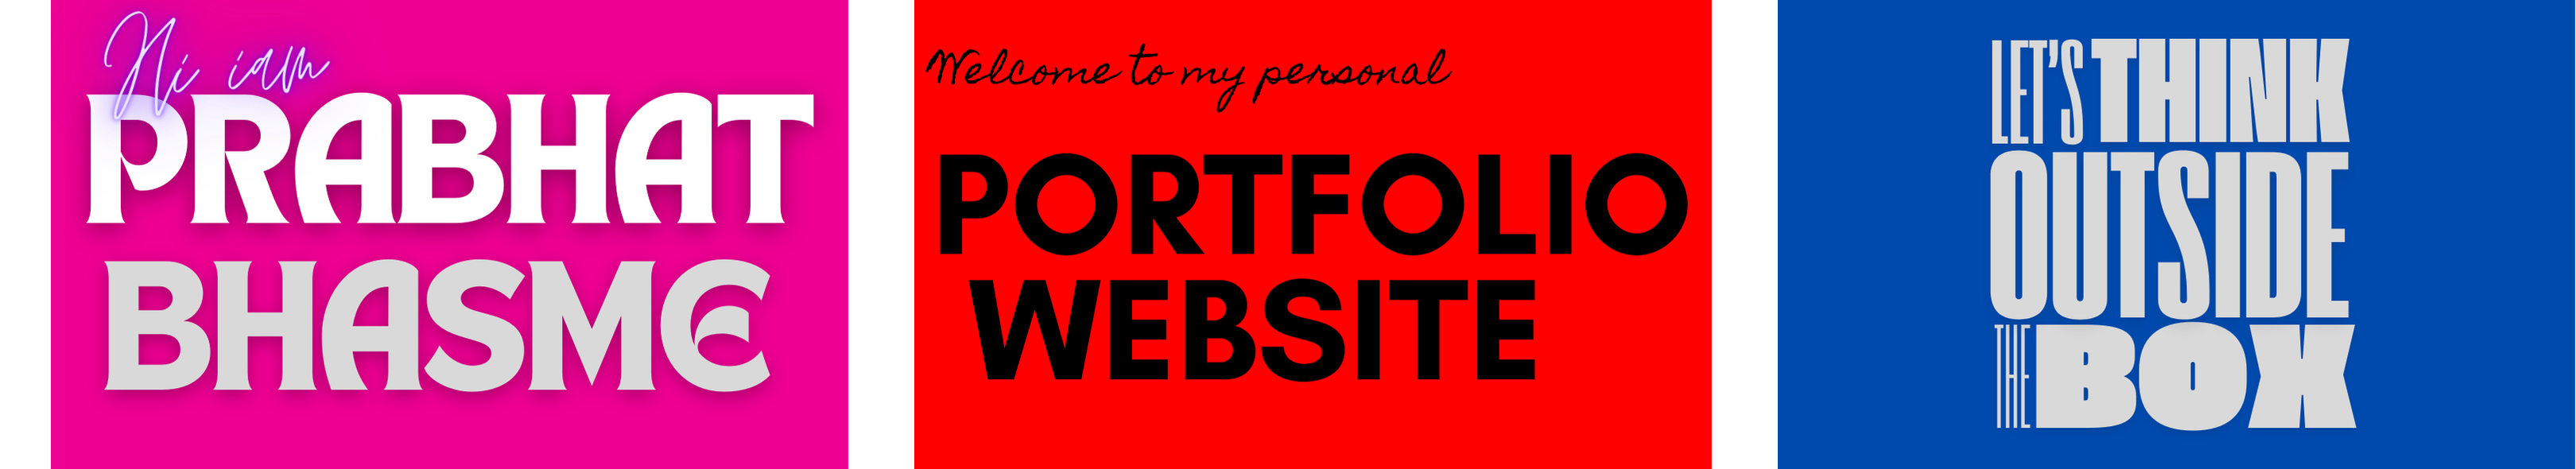 Hi iam
PRABHAT
BHASME
Welcome to my personal
PORTFOLIO
WEBSITE
LET'S THINK
OUTSIDE
THE BOX